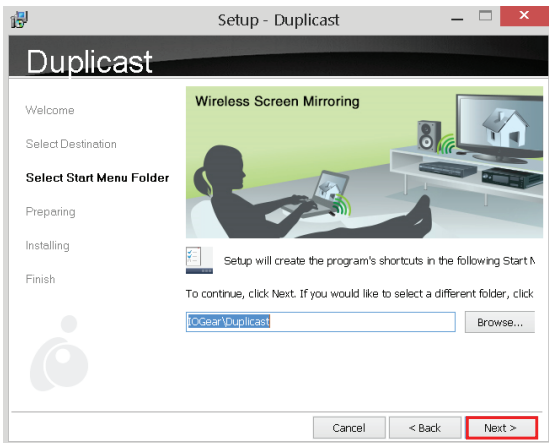 Setup - Duplicast
Duplicast
Welcome
Select Destination
Select Start Menu Folder
Preparing
Installing
Finish
Wireless Screen Mirroring
Setup will create the program's shortcuts in the following Start
To continue, click Next. If you would like to select a different folder, click
IOGear\Duplicast
Browse...
Cancel
< Back
Next >